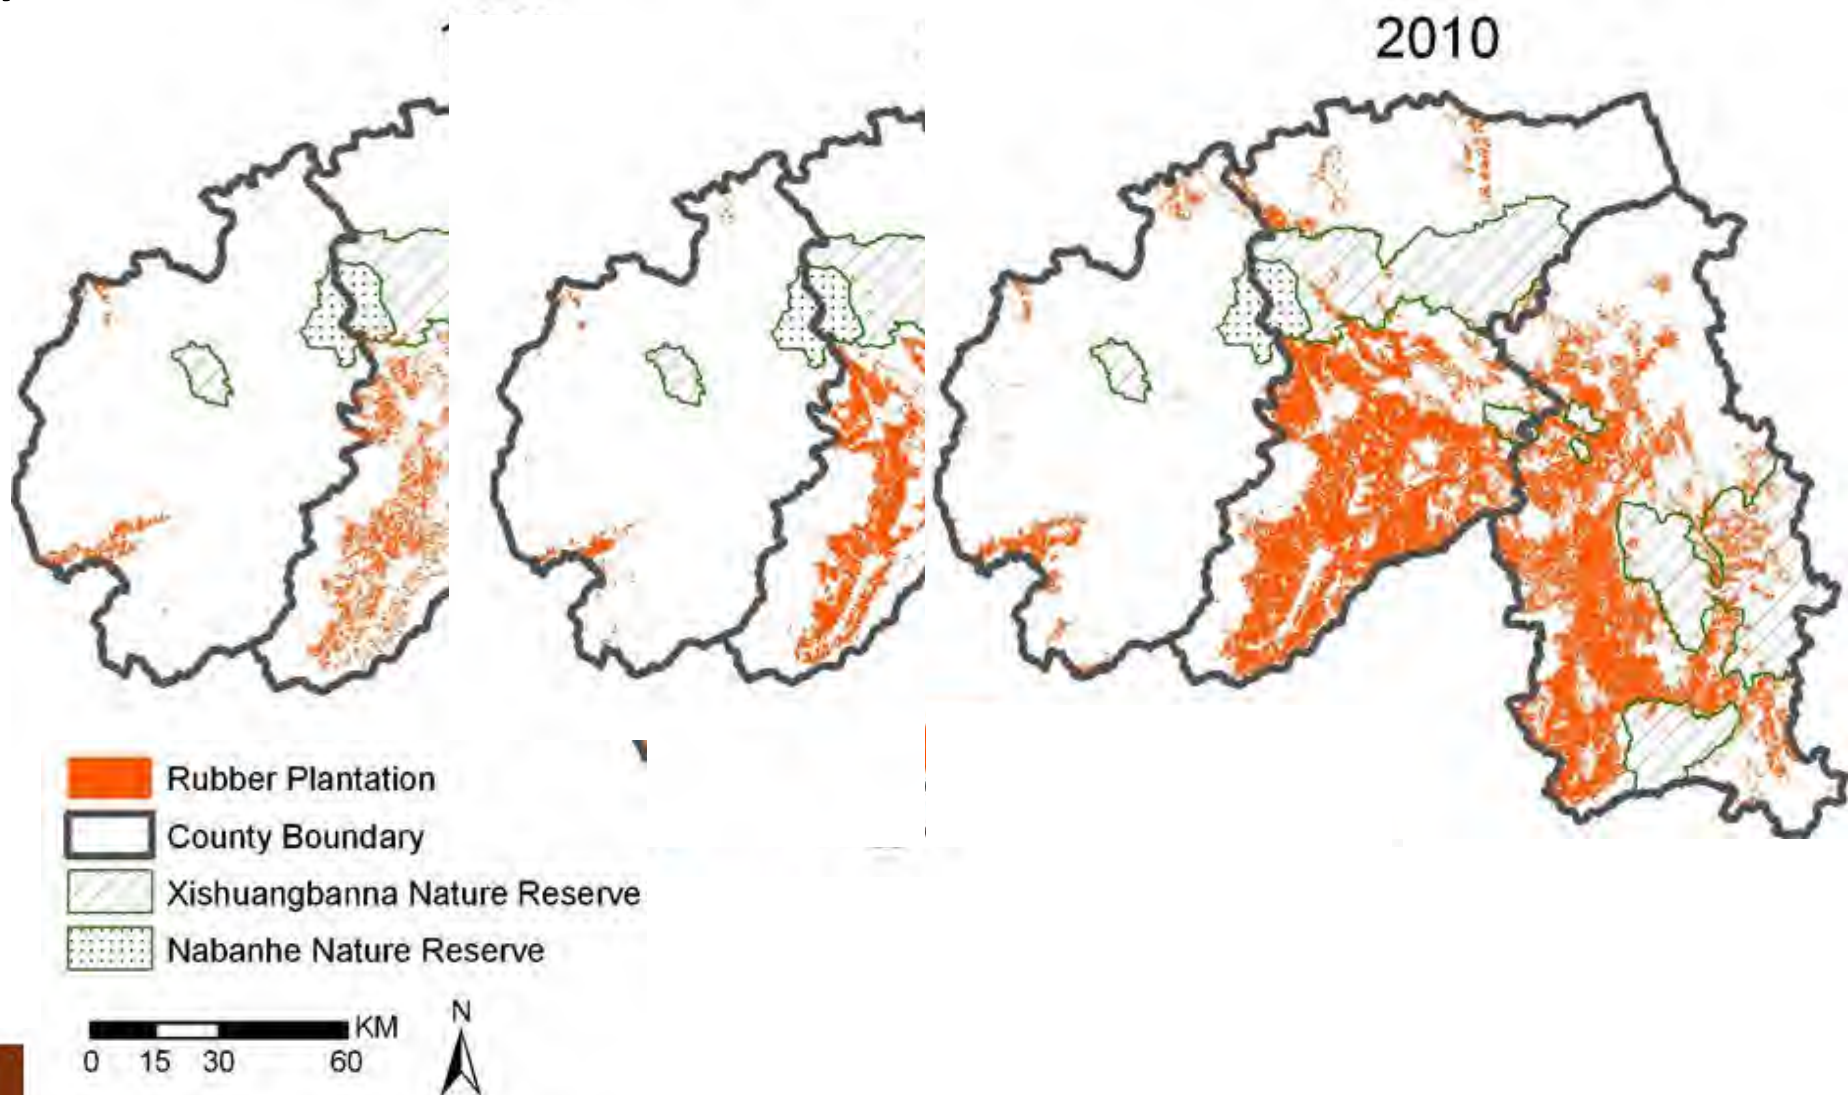 2010
Rubber Plantation
County Boundary
Xishuangbanna Nature Reserve
Nabanhe Nature Reserve
N
KM
0 15 30 60